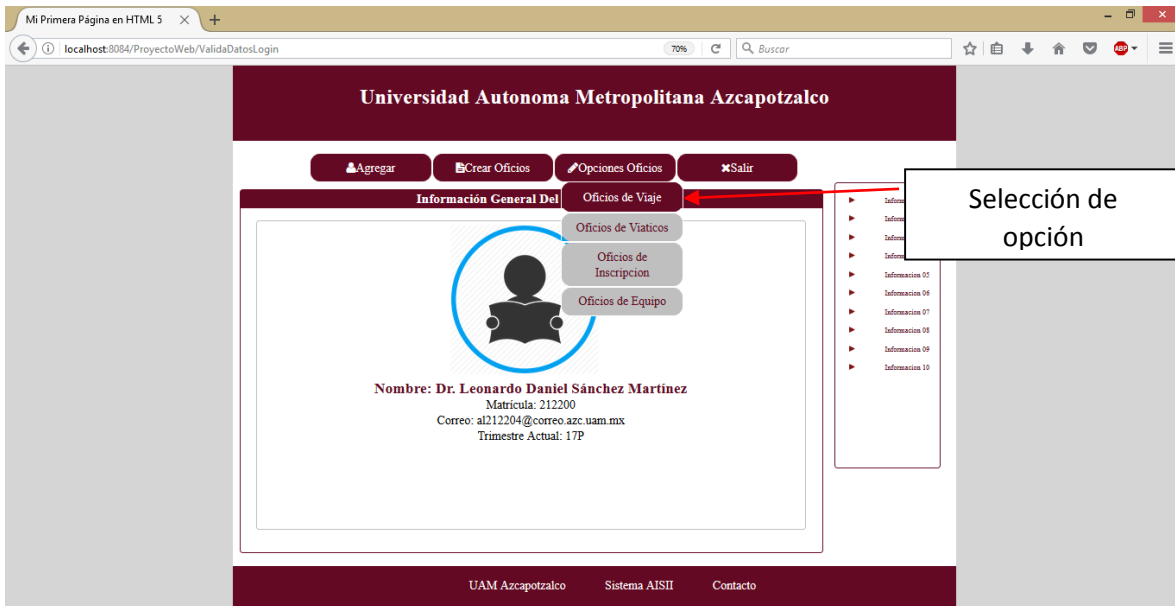 Mi Primera Página en HTML 5
localhost:8084/ProyectoWeb/ValidaDatosLogin
70%
Buscar
ABP
Universidad Autonoma Metropolitana Azcapotzalco
Agregar
Crear Oficios
Opciones Oficios
Salir
Información General Del
Oficios de Viaje
Oficios de Viaticos
Oficios de
Inscripcion
Oficios de Equipo
Selección de
opción
Informacion 05
Informacion 06
Informacion 07
Informacion 08
Informacion 09
Informacion 10
Nombre: Dr. Leonardo Daniel Sánchez Martínez
Matrícula: 212200
Correo: al212204@correo.azc.uam.mx
Trimestre Actual: 17P
UAM Azcapotzalco
Sistema AISII
Contacto